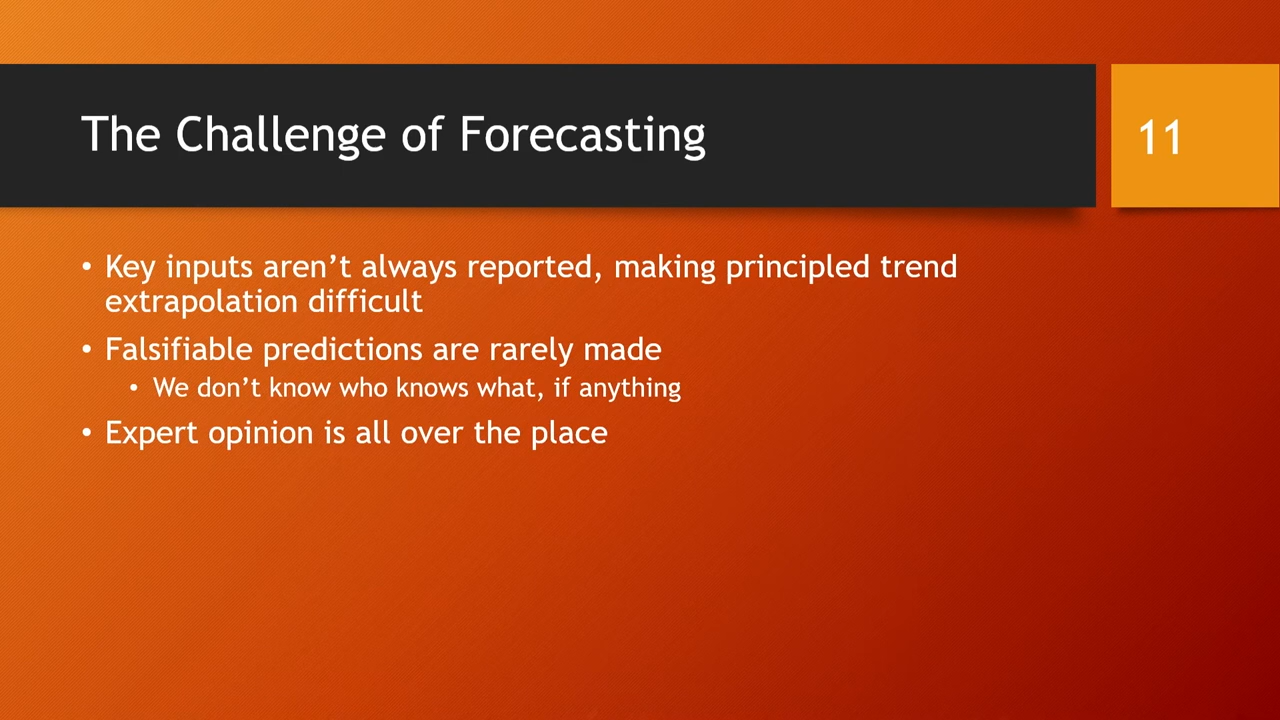 The Challenge of Forecasting
11
• Key inputs aren’t always reported, making principled trend
extrapolation difficult
• Falsifiable predictions are rarely made
• We don’t know who knows what, if anything
• Expert opinion is all over the place